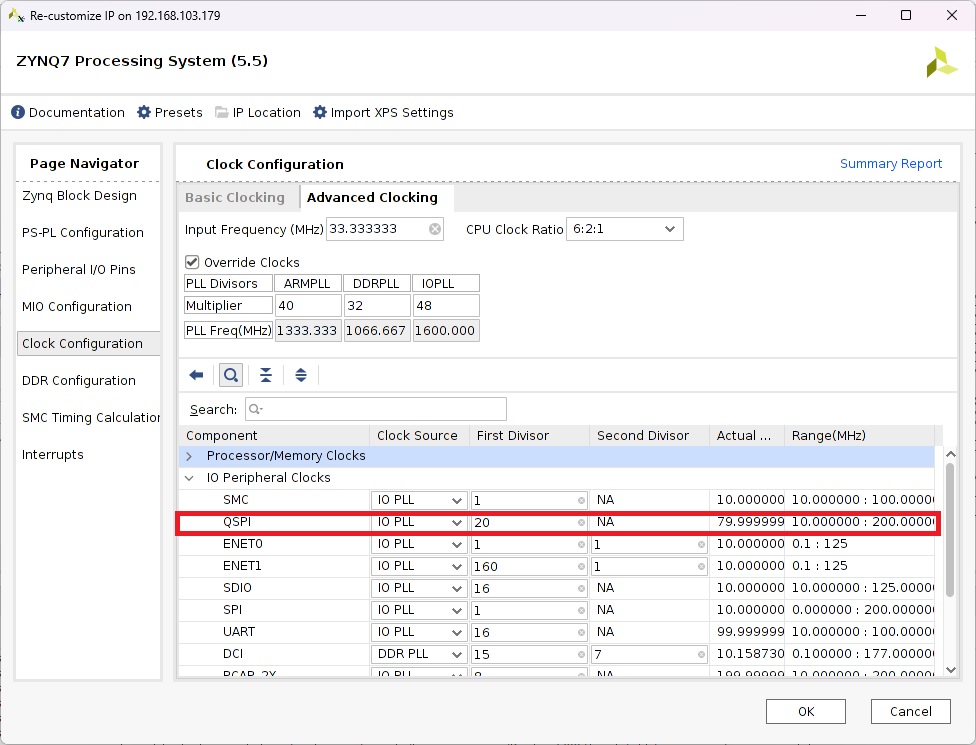 Re-customize IP on 192.168.103.179
ZYNQ7 Processing System (5.5)
Documentation Presets IP Location Import XPS Settings
Page Navigator
Zynq Block Design
PS-PL Configuration
Peripheral I/O Pins
MIO Configuration
Clock Configuration
DDR Configuration
SMC Timing Calculation
Interrupts
Clock Configuration Summary Report
Basic Clocking Advanced Clocking
Input Frequency (MHz) 33.333333 CPU Clock Ratio 6:2:1
Override Clocks
PLL Divisors ARMPLL DDRPLL IOPLL
Multiplier 40 32 48
PLL Freq(MHz) 1333.333 1066.667 1600.000
Search:
Component Clock Source First Divisor Second Divisor Actual ... Range(MHz)
Processor/Memory Clocks
IO Peripheral Clocks
SMC IO PLL 1 NA 10.000000 10.000000 : 100.00000
QSPI IO PLL 20 NA 79.999999 10.000000 : 200.00000
ENET0 IO PLL 1 1 10.000000 0.1 : 125
ENET1 IO PLL 160 1 10.000000 0.1 : 125
SDIO IO PLL 16 NA 10.000000 10.000000 : 125.00000
SPI IO PLL 1 NA 10.000000 0.000000 : 200.00000
UART IO PLL 16 NA 99.999999 10.000000 : 100.00000
DCI DDR PLL 15 7 10.158730 0.100000 : 177.00000
PCAP_2X IO PLL 8 NA 199.99999 10.000000 : 200.00000
OK Cancel